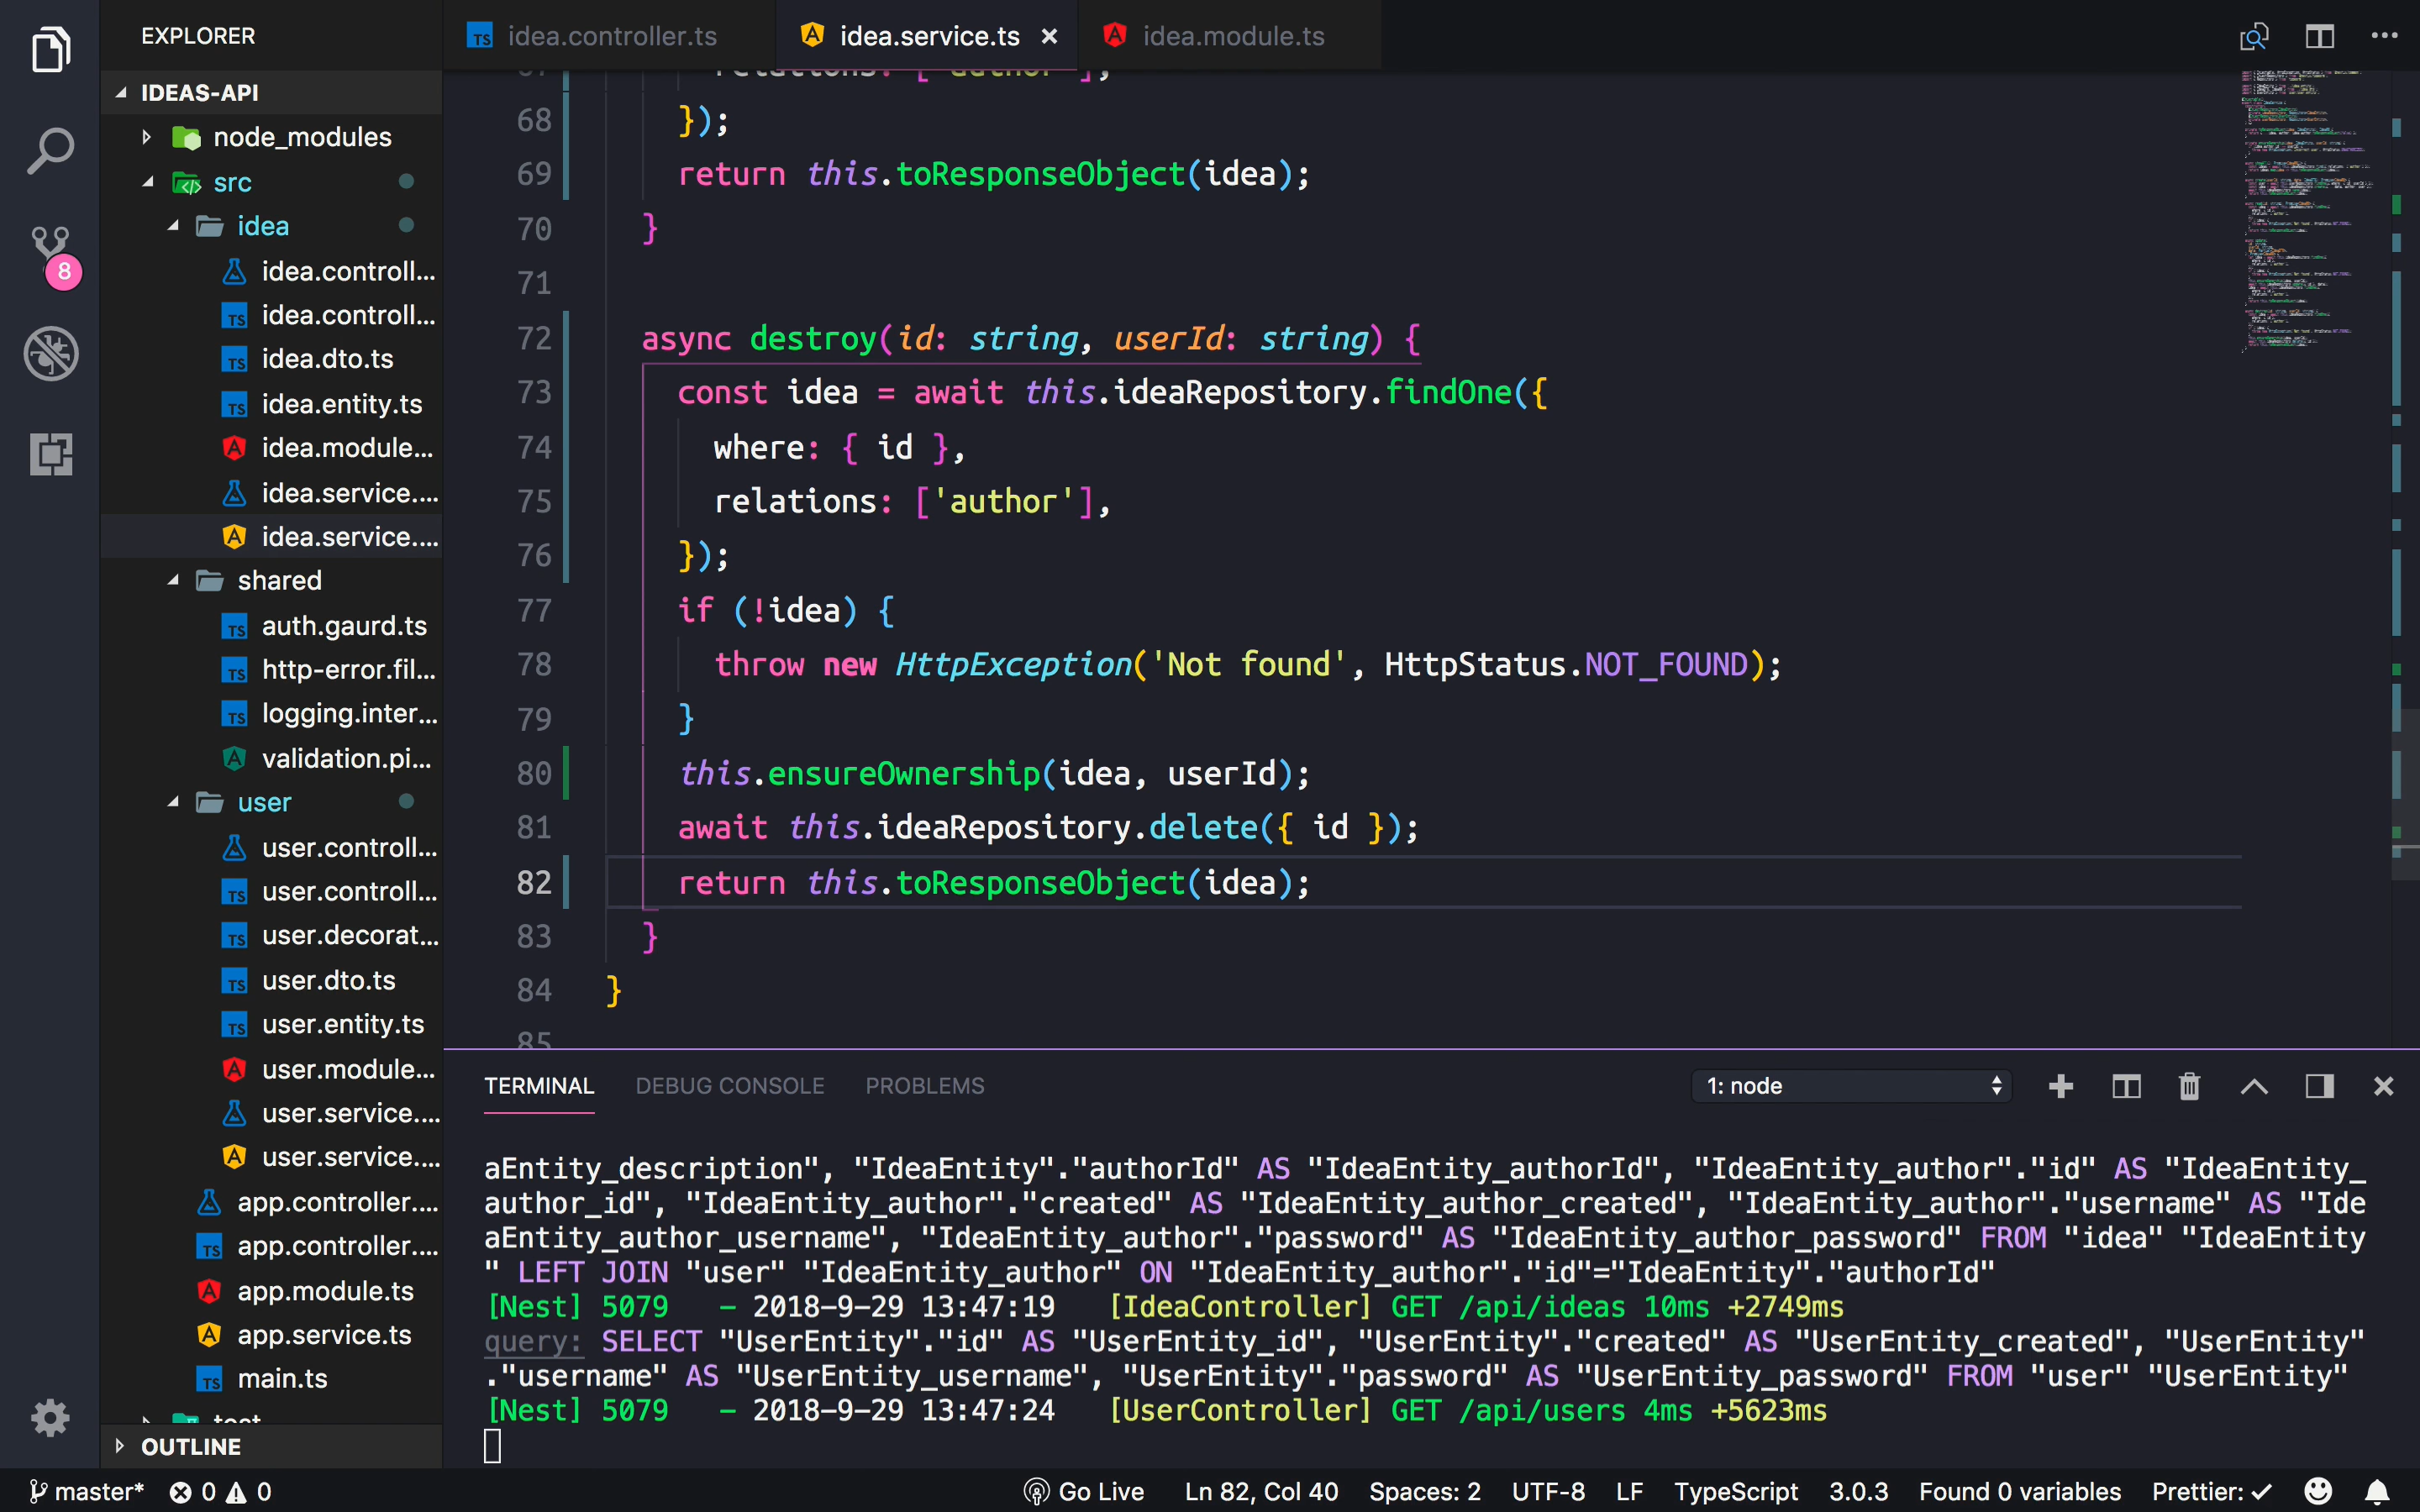 EXPLORER
IDEAS-API
node_modules
src
idea
idea.controll...
idea.controll...
idea.dto.ts
idea.entity.ts
idea.module...
idea.service....
idea.service....
shared
auth.gaurd.ts
http-error.fil...
logging.inter...
validation.pi...
user
user.controll...
user.controll...
user.decorat...
user.dto.ts
user.entity.ts
user.module...
user.service....
user.service....
app.controller....
app.controller....
app.module.ts
app.service.ts
main.ts
test
OUTLINE
8
idea.controller.ts
idea.service.ts
idea.module.ts
67 relations: ['author'],
68 });
69 return this.toResponseObject(idea);
70 }
71
72 async destroy(id: string, userId: string) {
73 const idea = await this.ideaRepository.findOne({
74 where: { id },
75 relations: ['author'],
76 });
77 if (!idea) {
78 throw new HttpException('Not found', HttpStatus.NOT_FOUND);
79 }
80 this.ensureOwnership(idea, userId);
81 await this.ideaRepository.delete({ id });
82 return this.toResponseObject(idea);
83 }
84 }
85
TERMINAL DEBUG CONSOLE PROBLEMS 1: node
aEntity_description", "IdeaEntity"."authorId" AS "IdeaEntity_authorId", "IdeaEntity_author"."id" AS "IdeaEntity_
author_id", "IdeaEntity_author"."created" AS "IdeaEntity_author_created", "IdeaEntity_author"."username" AS "Ide
aEntity_author_username", "IdeaEntity_author"."password" AS "IdeaEntity_author_password" FROM "idea" "IdeaEntity
" LEFT JOIN "user" "IdeaEntity_author" ON "IdeaEntity_author"."id"="IdeaEntity"."authorId"
[Nest] 5079 - 2018-9-29 13:47:19 [IdeaController] GET /api/ideas 10ms +2749ms
query: SELECT "UserEntity"."id" AS "UserEntity_id", "UserEntity"."created" AS "UserEntity_created", "UserEntity"
."username" AS "UserEntity_username", "UserEntity"."password" AS "UserEntity_password" FROM "user" "UserEntity"
[Nest] 5079 - 2018-9-29 13:47:24 [UserController] GET /api/users 4ms +5623ms
master* 0 0 Go Live Ln 82, Col 40 Spaces: 2 UTF-8 LF TypeScript 3.0.3 Found 0 variables Prettier: ✓